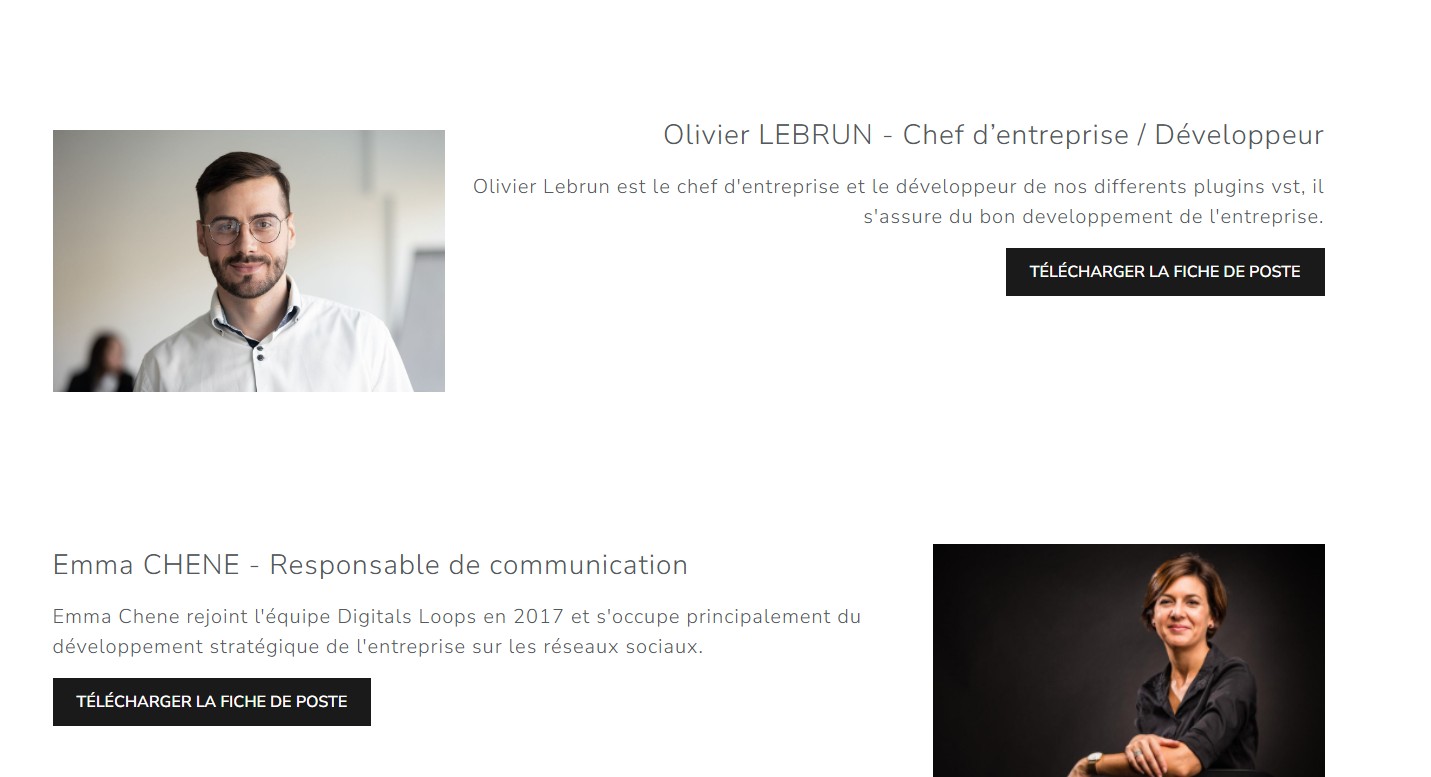 Olivier LEBRUN - Chef d’entreprise / Développeur
Olivier Lebrun est le chef d'entreprise et le développeur de nos differents plugins vst, il
s'assure du bon developpement de l'entreprise.
TÉLÉCHARGER LA FICHE DE POSTE
Emma CHENE - Responsable de communication
Emma Chene rejoint l'équipe Digitals Loops en 2017 et s'occupe principalement du
développement stratégique de l'entreprise sur les réseaux sociaux.
TÉLÉCHARGER LA FICHE DE POSTE